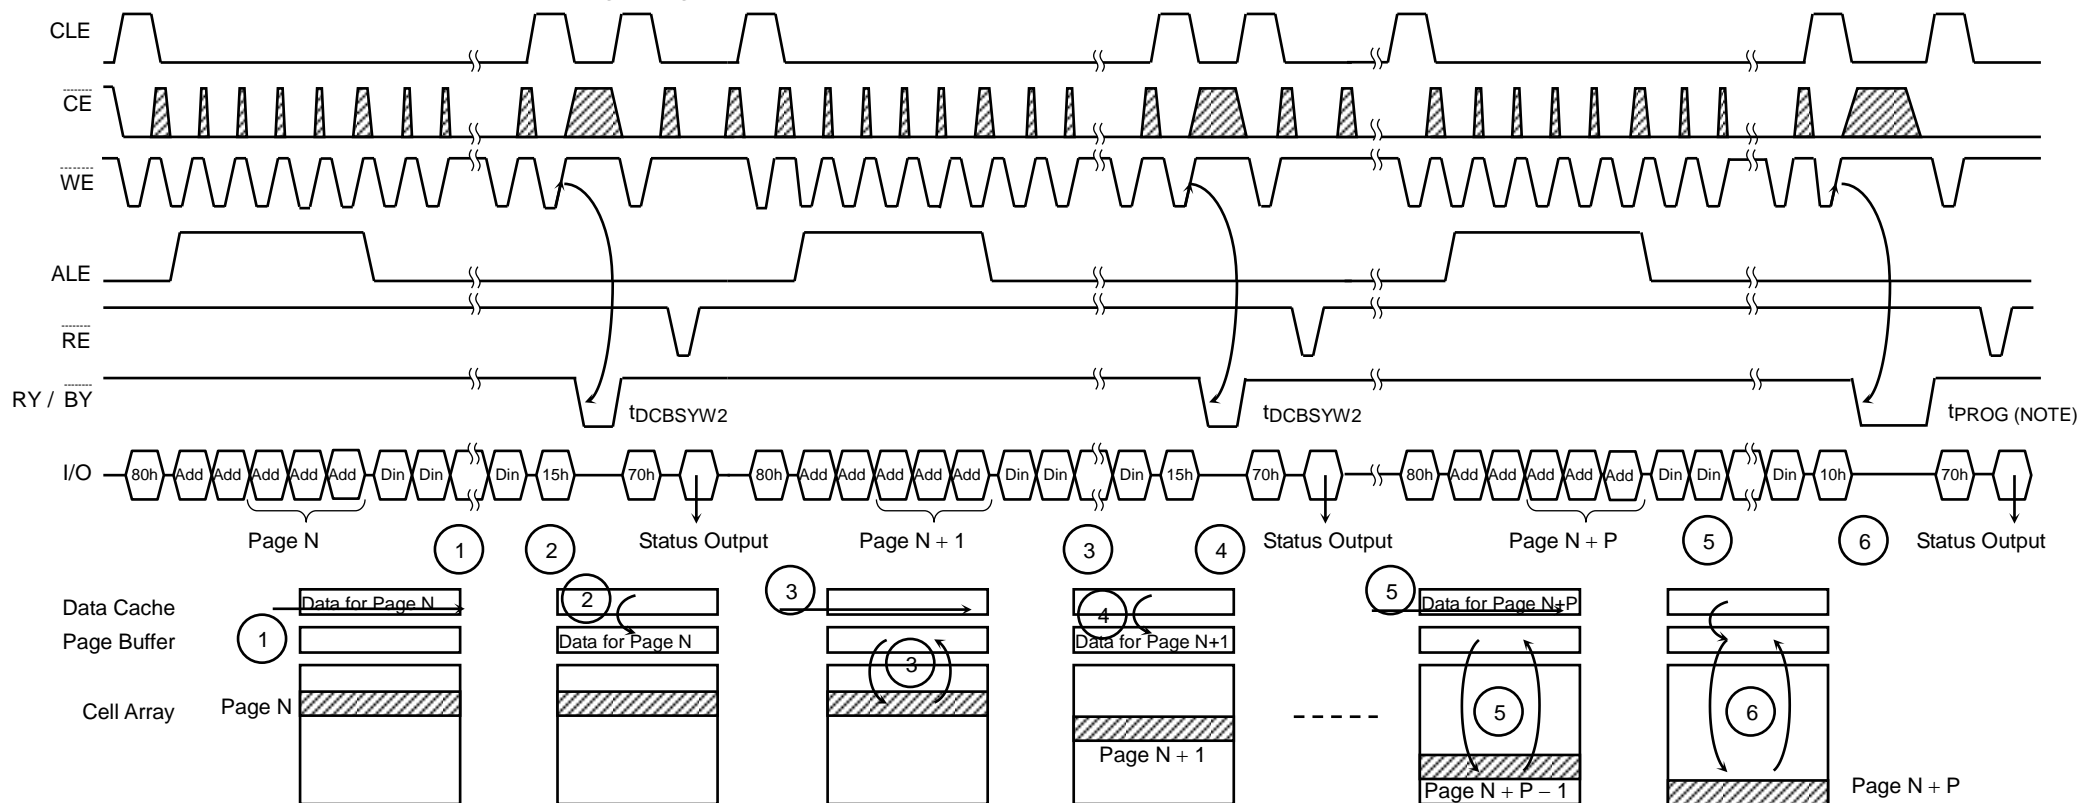 CLE
CE
WE
ALE
RE
RY / BY
tDCBSYW2 tDCBSYW2 tPROG (NOTE)
I/O 80h Add Add Add Add Add Din Din Din 15h 70h 80h Add Add Add Add Add Din Din Din 15h 70h 80h Add Add Add Add Add Din Din Din 10h 70h
Page N 1 2 Status Output Page N + 1 3 4 Status Output Page N + P 5 6 Status Output
Data Cache Data for Page N 2 3 4 5 Data for Page N+P
Page Buffer 1 Data for Page N 3 Data for Page N+1
Cell Array Page N 5 6
Page N + 1
Page N + P − 1 Page N + P